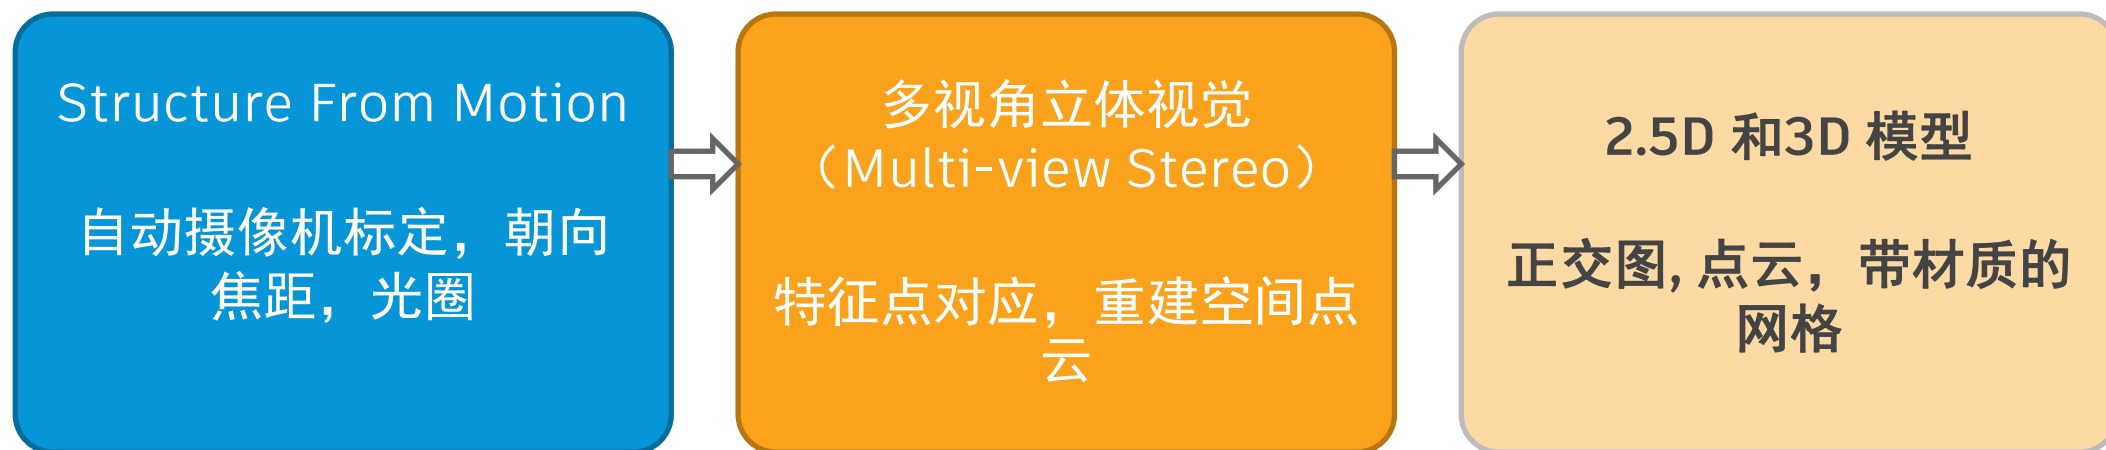 Structure From Motion
自动摄像机标定，朝向
焦距，光圈
多视角立体视觉
（Multi-view Stereo）
特征点对应，重建空间点
云
2.5D 和3D 模型
正交图, 点云，带材质的
网格